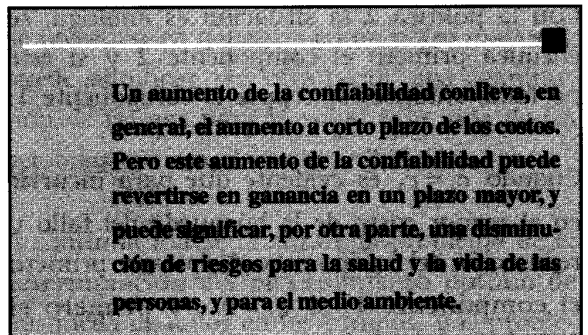 Un aumento de la confiabilidad conlleva, en
general, el aumento a corto plazo de los costos.
Pero este aumento de la confiabilidad puede
revertirse en ganancia en un plazo mayor, y
puede significar, por otra parte, una disminu-
ción de riesgos para la salud y la vida de las
personas, y para el medio ambiente.